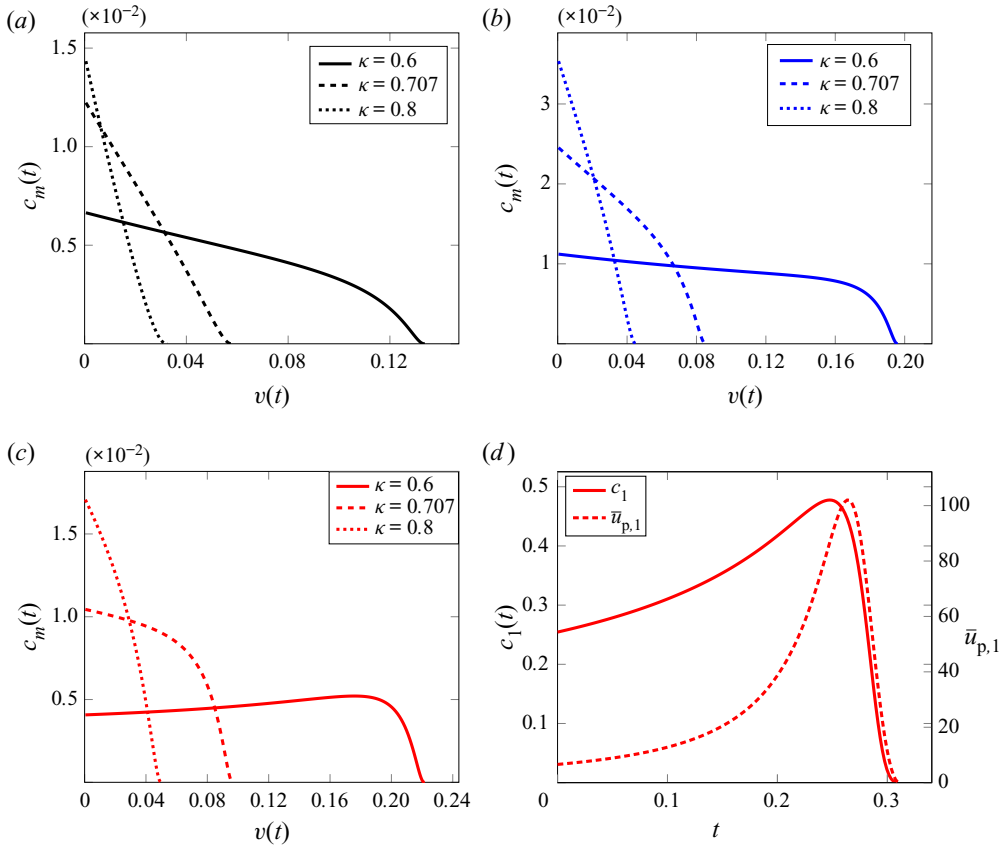 (a)
(×10⁻²)
1.5
1.0
0.5
0
0.04
0.08
0.12
c_m(t)
v(t)
κ = 0.6
κ = 0.707
κ = 0.8
(b)
(×10⁻²)
3
2
1
0
0.04
0.08
0.12
0.16
0.20
c_m(t)
v(t)
κ = 0.6
κ = 0.707
κ = 0.8
(c)
(×10⁻²)
1.5
1.0
0.5
0
0.04
0.08
0.12
0.16
0.20
0.24
c_m(t)
v(t)
κ = 0.6
κ = 0.707
κ = 0.8
(d)
0.5
0.4
0.3
0.2
0.1
0
0.1
0.2
0.3
c₁(t)
t
100
80
60
40
20
0
ū_p,1
c₁
ū_p,1